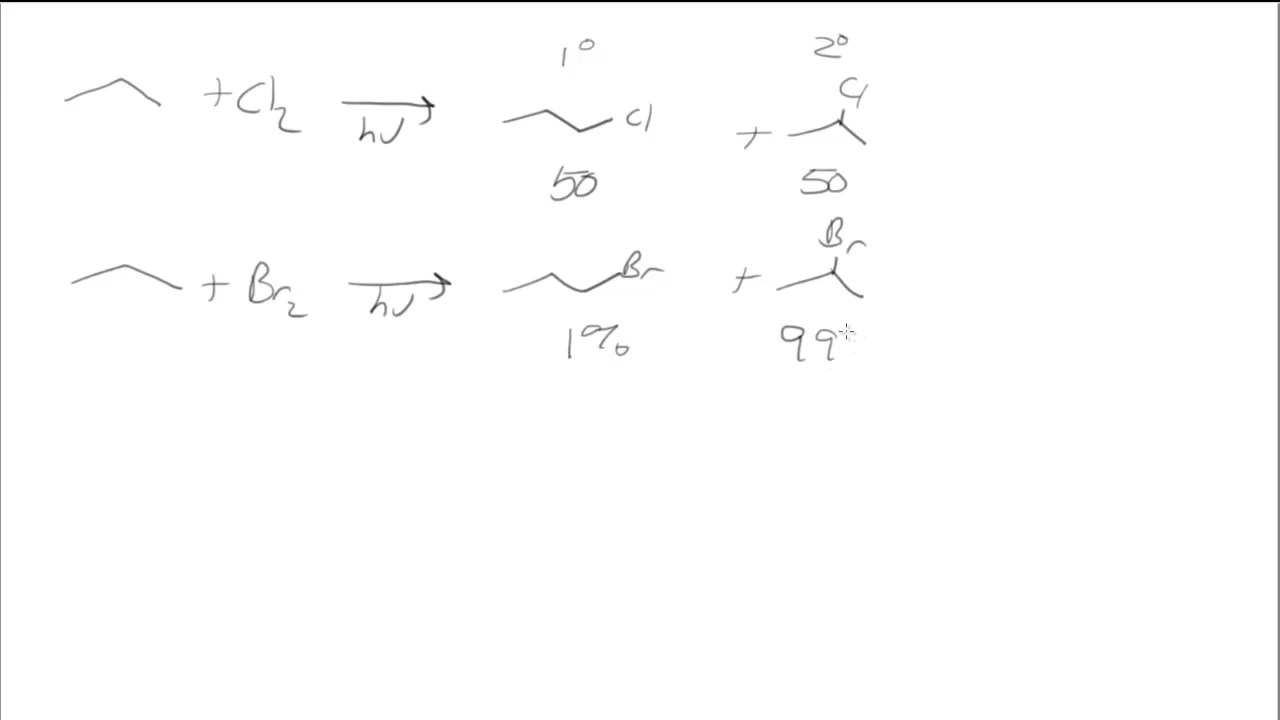 1° 2°
+ Cl2 hν Cl + Cl
50 50
+ Br2 hν Br + Br
1% 99